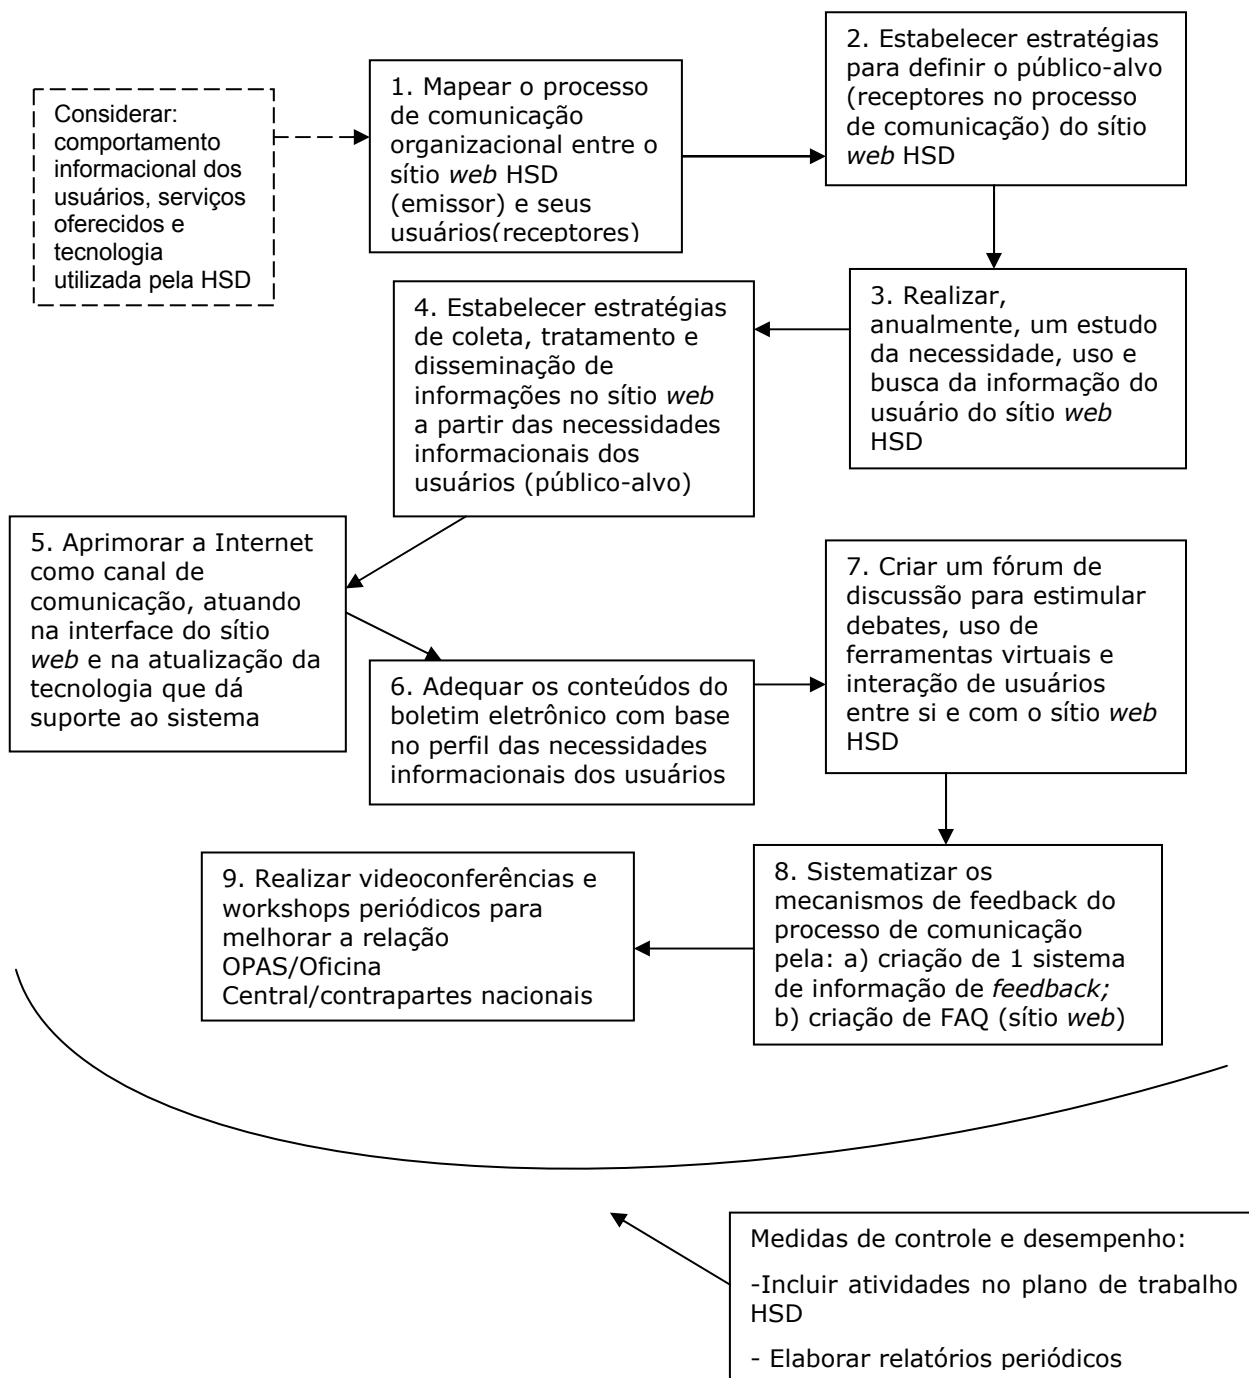 Considerar:
comportamento
informacional dos
usuários, serviços
oferecidos e
tecnologia
utilizada pela HSD
1. Mapear o processo
de comunicação
organizacional entre o
sítio web HSD
(emissor) e seus
usuários(receptores)
2. Estabelecer estratégias
para definir o público-alvo
(receptores no processo
de comunicação) do sítio
web HSD
3. Realizar,
anualmente, um estudo
da necessidade, uso e
busca da informação do
usuário do sítio web
HSD
4. Estabelecer estratégias
de coleta, tratamento e
disseminação de
informações no sítio web
a partir das necessidades
informacionais dos
usuários (público-alvo)
5. Aprimorar a Internet
como canal de
comunicação, atuando
na interface do sítio
web e na atualização da
tecnologia que dá
suporte ao sistema
6. Adequar os conteúdos do
boletim eletrônico com base
no perfil das necessidades
informacionais dos usuários
7. Criar um fórum de
discussão para estimular
debates, uso de
ferramentas virtuais e
interação de usuários
entre si e com o sítio web
HSD
8. Sistematizar os
mecanismos de feedback do
processo de comunicação
pela: a) criação de 1 sistema
de informação de feedback;
b) criação de FAQ (sítio web)
9. Realizar videoconferências e
workshops periódicos para
melhorar a relação
OPAS/Oficina
Central/contrapartes nacionais
Medidas de controle e desempenho:
-Incluir atividades no plano de trabalho
HSD
- Elaborar relatórios periódicos